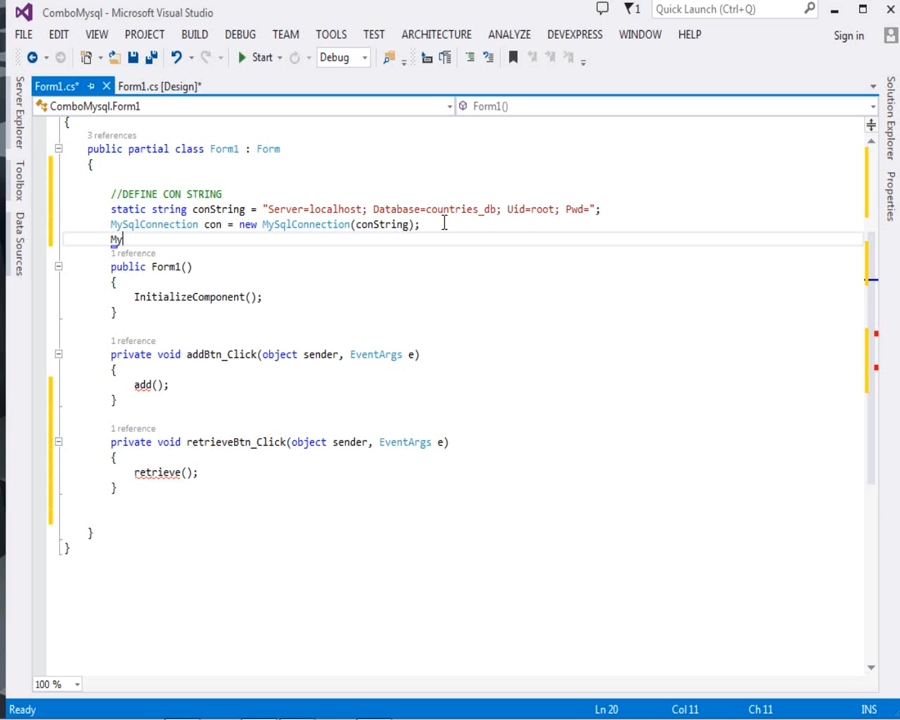 ComboMysql - Microsoft Visual Studio
1
Quick Launch (Ctrl+Q)
FILE EDIT VIEW PROJECT BUILD DEBUG TEAM TOOLS TEST ARCHITECTURE ANALYZE DEVEXPRESS WINDOW HELP Sign in
Start Debug
Server Explorer
Toolbox
Data Sources
Form1.cs* Form1.cs [Design]*
ComboMysql.Form1 Form1()
{
3 references
public partial class Form1 : Form
{
//DEFINE CON STRING
static string conString = "Server=localhost; Database=countries_db; Uid=root; Pwd=";
MySqlConnection con = new MySqlConnection(conString);
My
1 reference
public Form1()
{
InitializeComponent();
}
1 reference
private void addBtn_Click(object sender, EventArgs e)
{
add();
}
1 reference
private void retrieveBtn_Click(object sender, EventArgs e)
{
retrieve();
}
}
}
Solution Explorer
Properties
100 %
Ready Ln 20 Col 11 Ch 11 INS